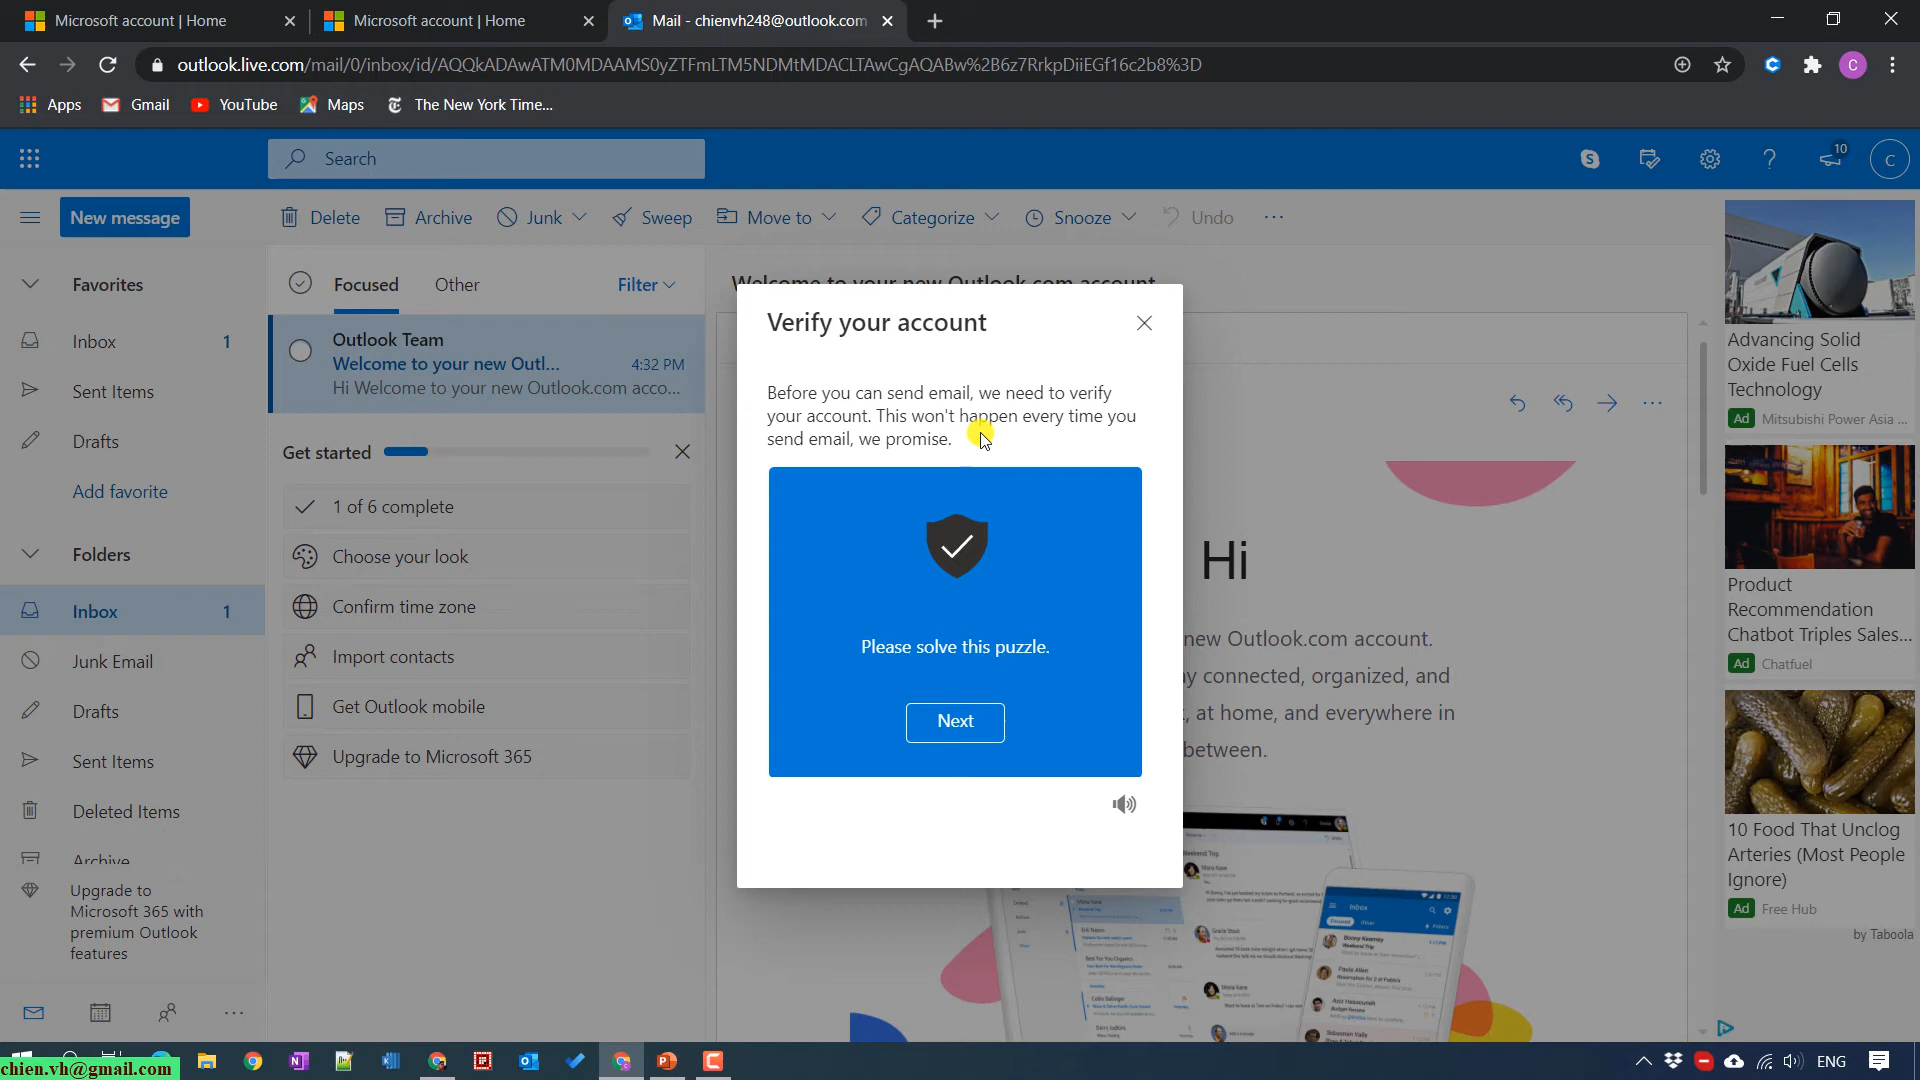 Microsoft account | Home
Microsoft account | Home
Mail - chienvh248@outlook.com
outlook.live.com/mail/0/inbox/id/AQQkADAwATM0MDAAMS0yZTFmLTM5NDMtMDACLTAwCgAQABw%2B6z7RrkpDiiEGf16c2b8%3D
C
Apps
Gmail
YouTube
Maps
The New York Time...
Search
10
C
New message
Delete
Archive
Junk
Sweep
Move to
Categorize
Snooze
Undo
Favorites
Inbox 1
Sent Items
Drafts
Add favorite
Folders
Inbox 1
Junk Email
Drafts
Sent Items
Deleted Items
Archive
Upgrade to
Microsoft 365 with
premium Outlook
features
Focused
Other
Filter
Outlook Team
Welcome to your new Outl... 4:32 PM
Hi Welcome to your new Outlook.com acco...
Get started
1 of 6 complete
Choose your look
Confirm time zone
Import contacts
Get Outlook mobile
Upgrade to Microsoft 365
Welcome to your new Outlook.com account
Verify your account
Before you can send email, we need to verify
your account. This won't happen every time you
send email, we promise.
Please solve this puzzle.
Next
Hi
new Outlook.com account.
ay connected, organized, and
, at home, and everywhere in
between.
Inbox
Advancing Solid
Oxide Fuel Cells
Technology
Ad Mitsubishi Power Asia ...
Product
Recommendation
Chatbot Triples Sales...
Ad Chatfuel
10 Food That Unclog
Arteries (Most People
Ignore)
Ad Free Hub
by Taboola
chien.vh@gmail.com
ENG